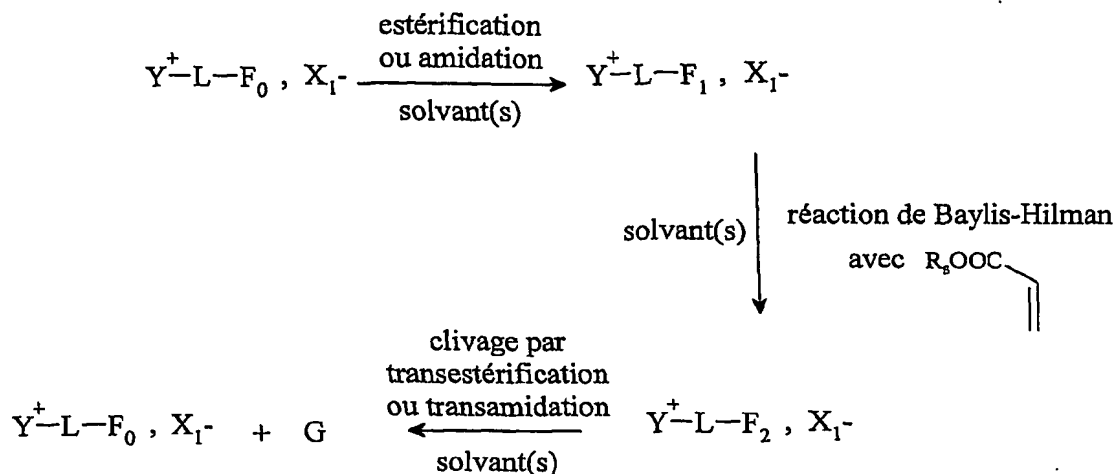 estérification
ou amidation
Y⁺—L—F₀ , X₁-
Y⁺—L—F₁ , X₁-
solvant(s)
solvant(s)
réaction de Baylis-Hilman
avec RₛOOC
clivage par
transestérification
ou transamidation
Y⁺—L—F₀ , X₁- + G
Y⁺—L—F₂ , X₁-
solvant(s)